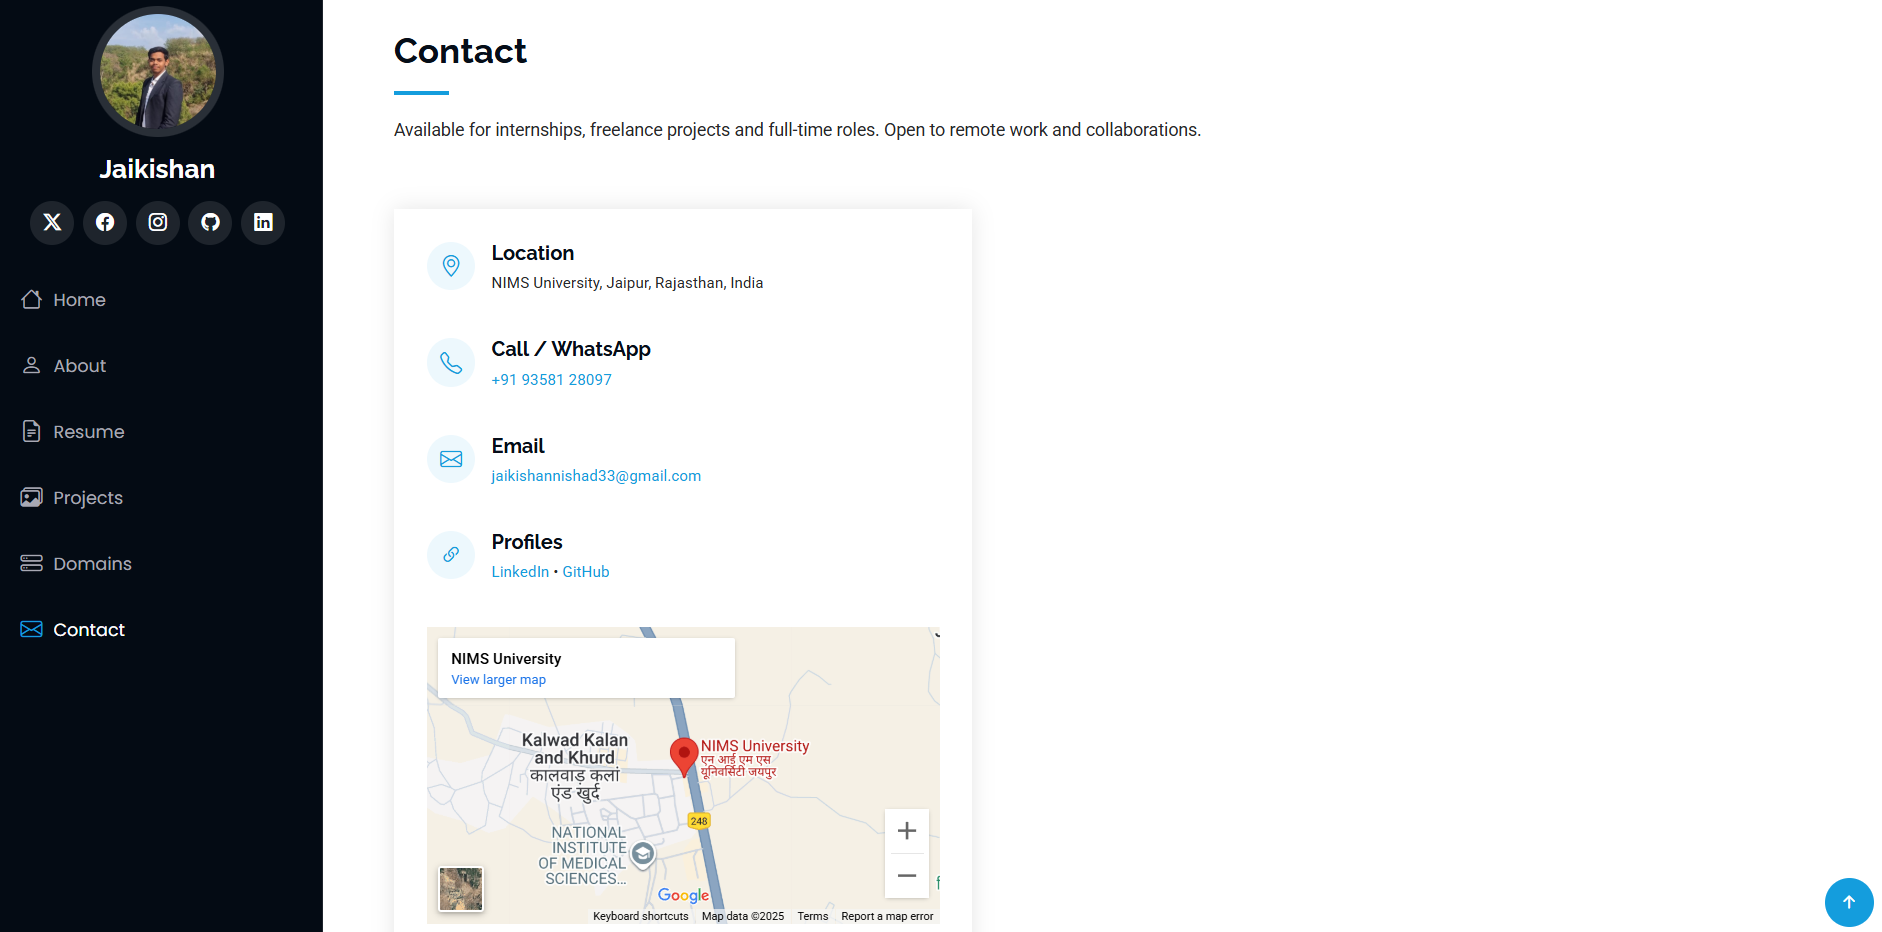 Jaikishan
Home
About
Resume
Projects
Domains
Contact
Contact
Available for internships, freelance projects and full-time roles. Open to remote work and collaborations.
Location
NIMS University, Jaipur, Rajasthan, India
Call / WhatsApp
+91 93581 28097
Email
jaikishannishad33@gmail.com
Profiles
LinkedIn • GitHub
NIMS University
View larger map
Kalwad Kalan
and Khurd
कालवाड़ कलां
एंड खुर्द
NIMS University
एन आई एम एस
यूनिवर्सिटी जयपुर
248
NATIONAL
INSTITUTE
OF MEDICAL
SCIENCES...
Google
Keyboard shortcuts Map data ©2025 Terms Report a map error